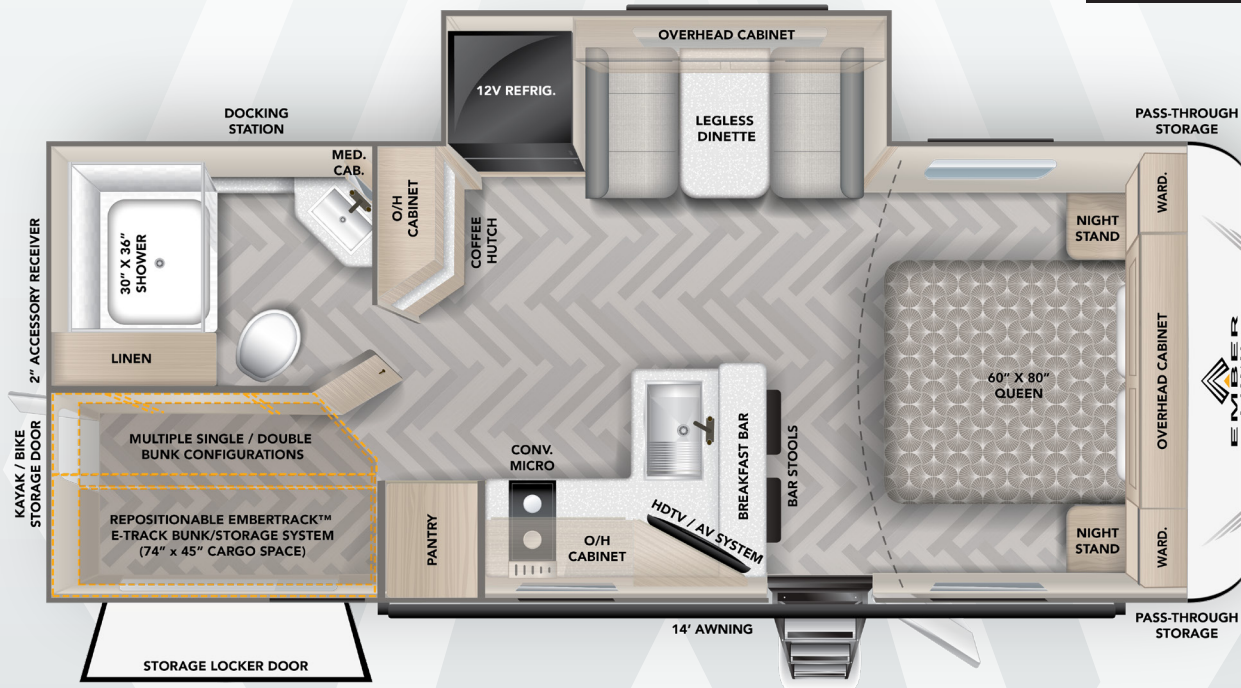 OVERHEAD CABINET
12V REFRIG.
LEGLESS
DINETTE
DOCKING
STATION
PASS-THROUGH
STORAGE
MED.
CAB.
O/H
CABINET
COFFEE
HUTCH
WARD.
NIGHT
STAND
30" X 36"
SHOWER
2" ACCESSORY RECEIVER
LINEN
60" X 80"
QUEEN
OVERHEAD CABINET
EMBER
KAYAK / BIKE
STORAGE DOOR
MULTIPLE SINGLE / DOUBLE
BUNK CONFIGURATIONS
CONV.
MICRO
BREAKFAST BAR
BAR STOOLS
REPOSITIONABLE EMBERTRACK™
E-TRACK BUNK/STORAGE SYSTEM
(74" x 45" CARGO SPACE)
PANTRY
O/H
CABINET
HDTV / AV SYSTEM
NIGHT
STAND
WARD.
14' AWNING
PASS-THROUGH
STORAGE
STORAGE LOCKER DOOR